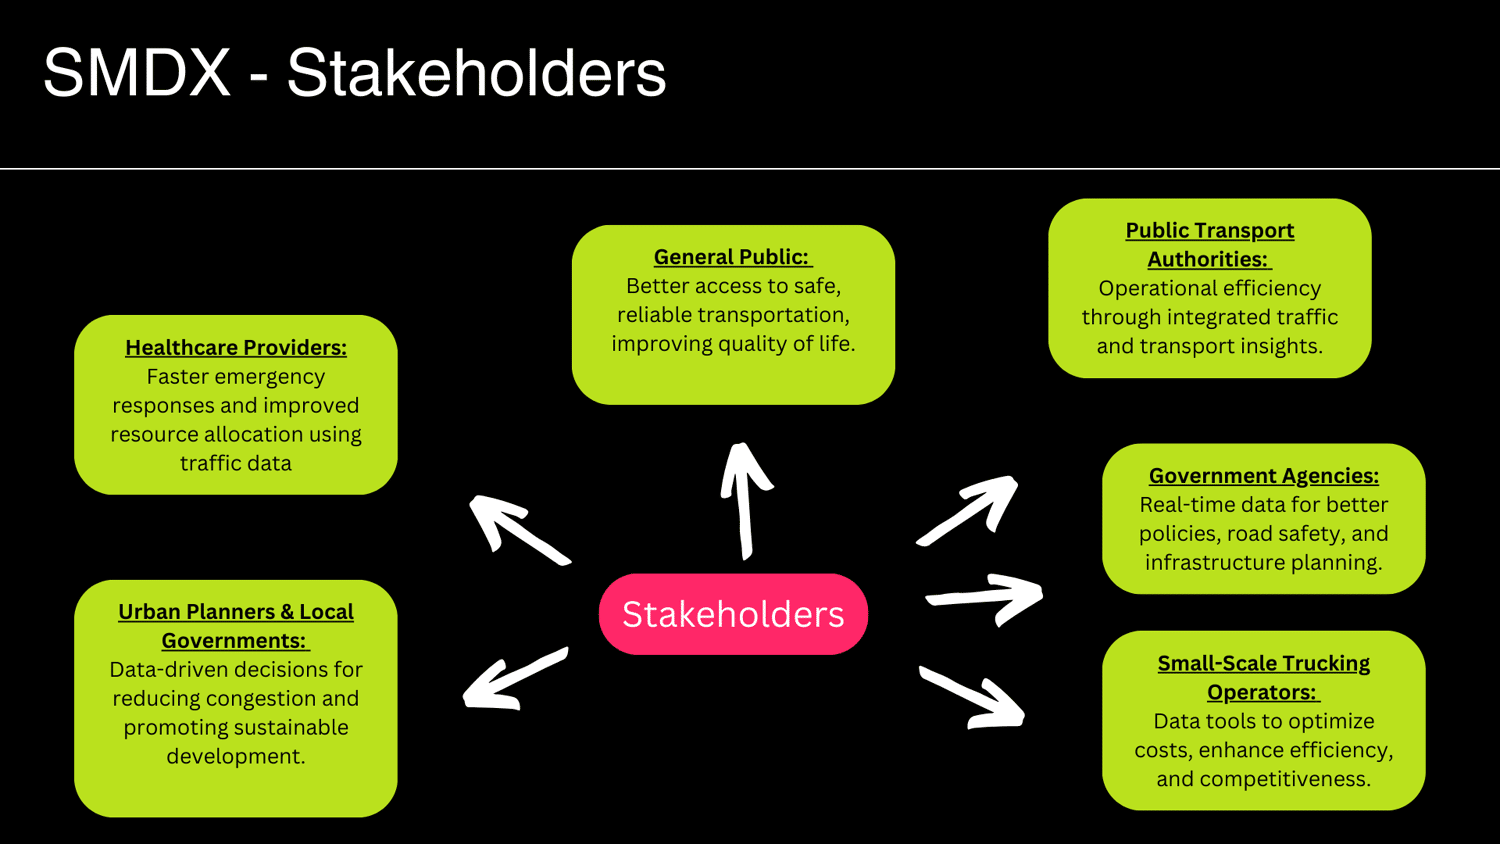 SMDX - Stakeholders
General Public:
Better access to safe,
reliable transportation,
improving quality of life.
Public Transport
Authorities:
Operational efficiency
through integrated traffic
and transport insights.
Healthcare Providers:
Faster emergency
responses and improved
resource allocation using
traffic data
Government Agencies:
Real-time data for better
policies, road safety, and
infrastructure planning.
Stakeholders
Urban Planners & Local
Governments:
Data-driven decisions for
reducing congestion and
promoting sustainable
development.
Small-Scale Trucking
Operators:
Data tools to optimize
costs, enhance efficiency,
and competitiveness.